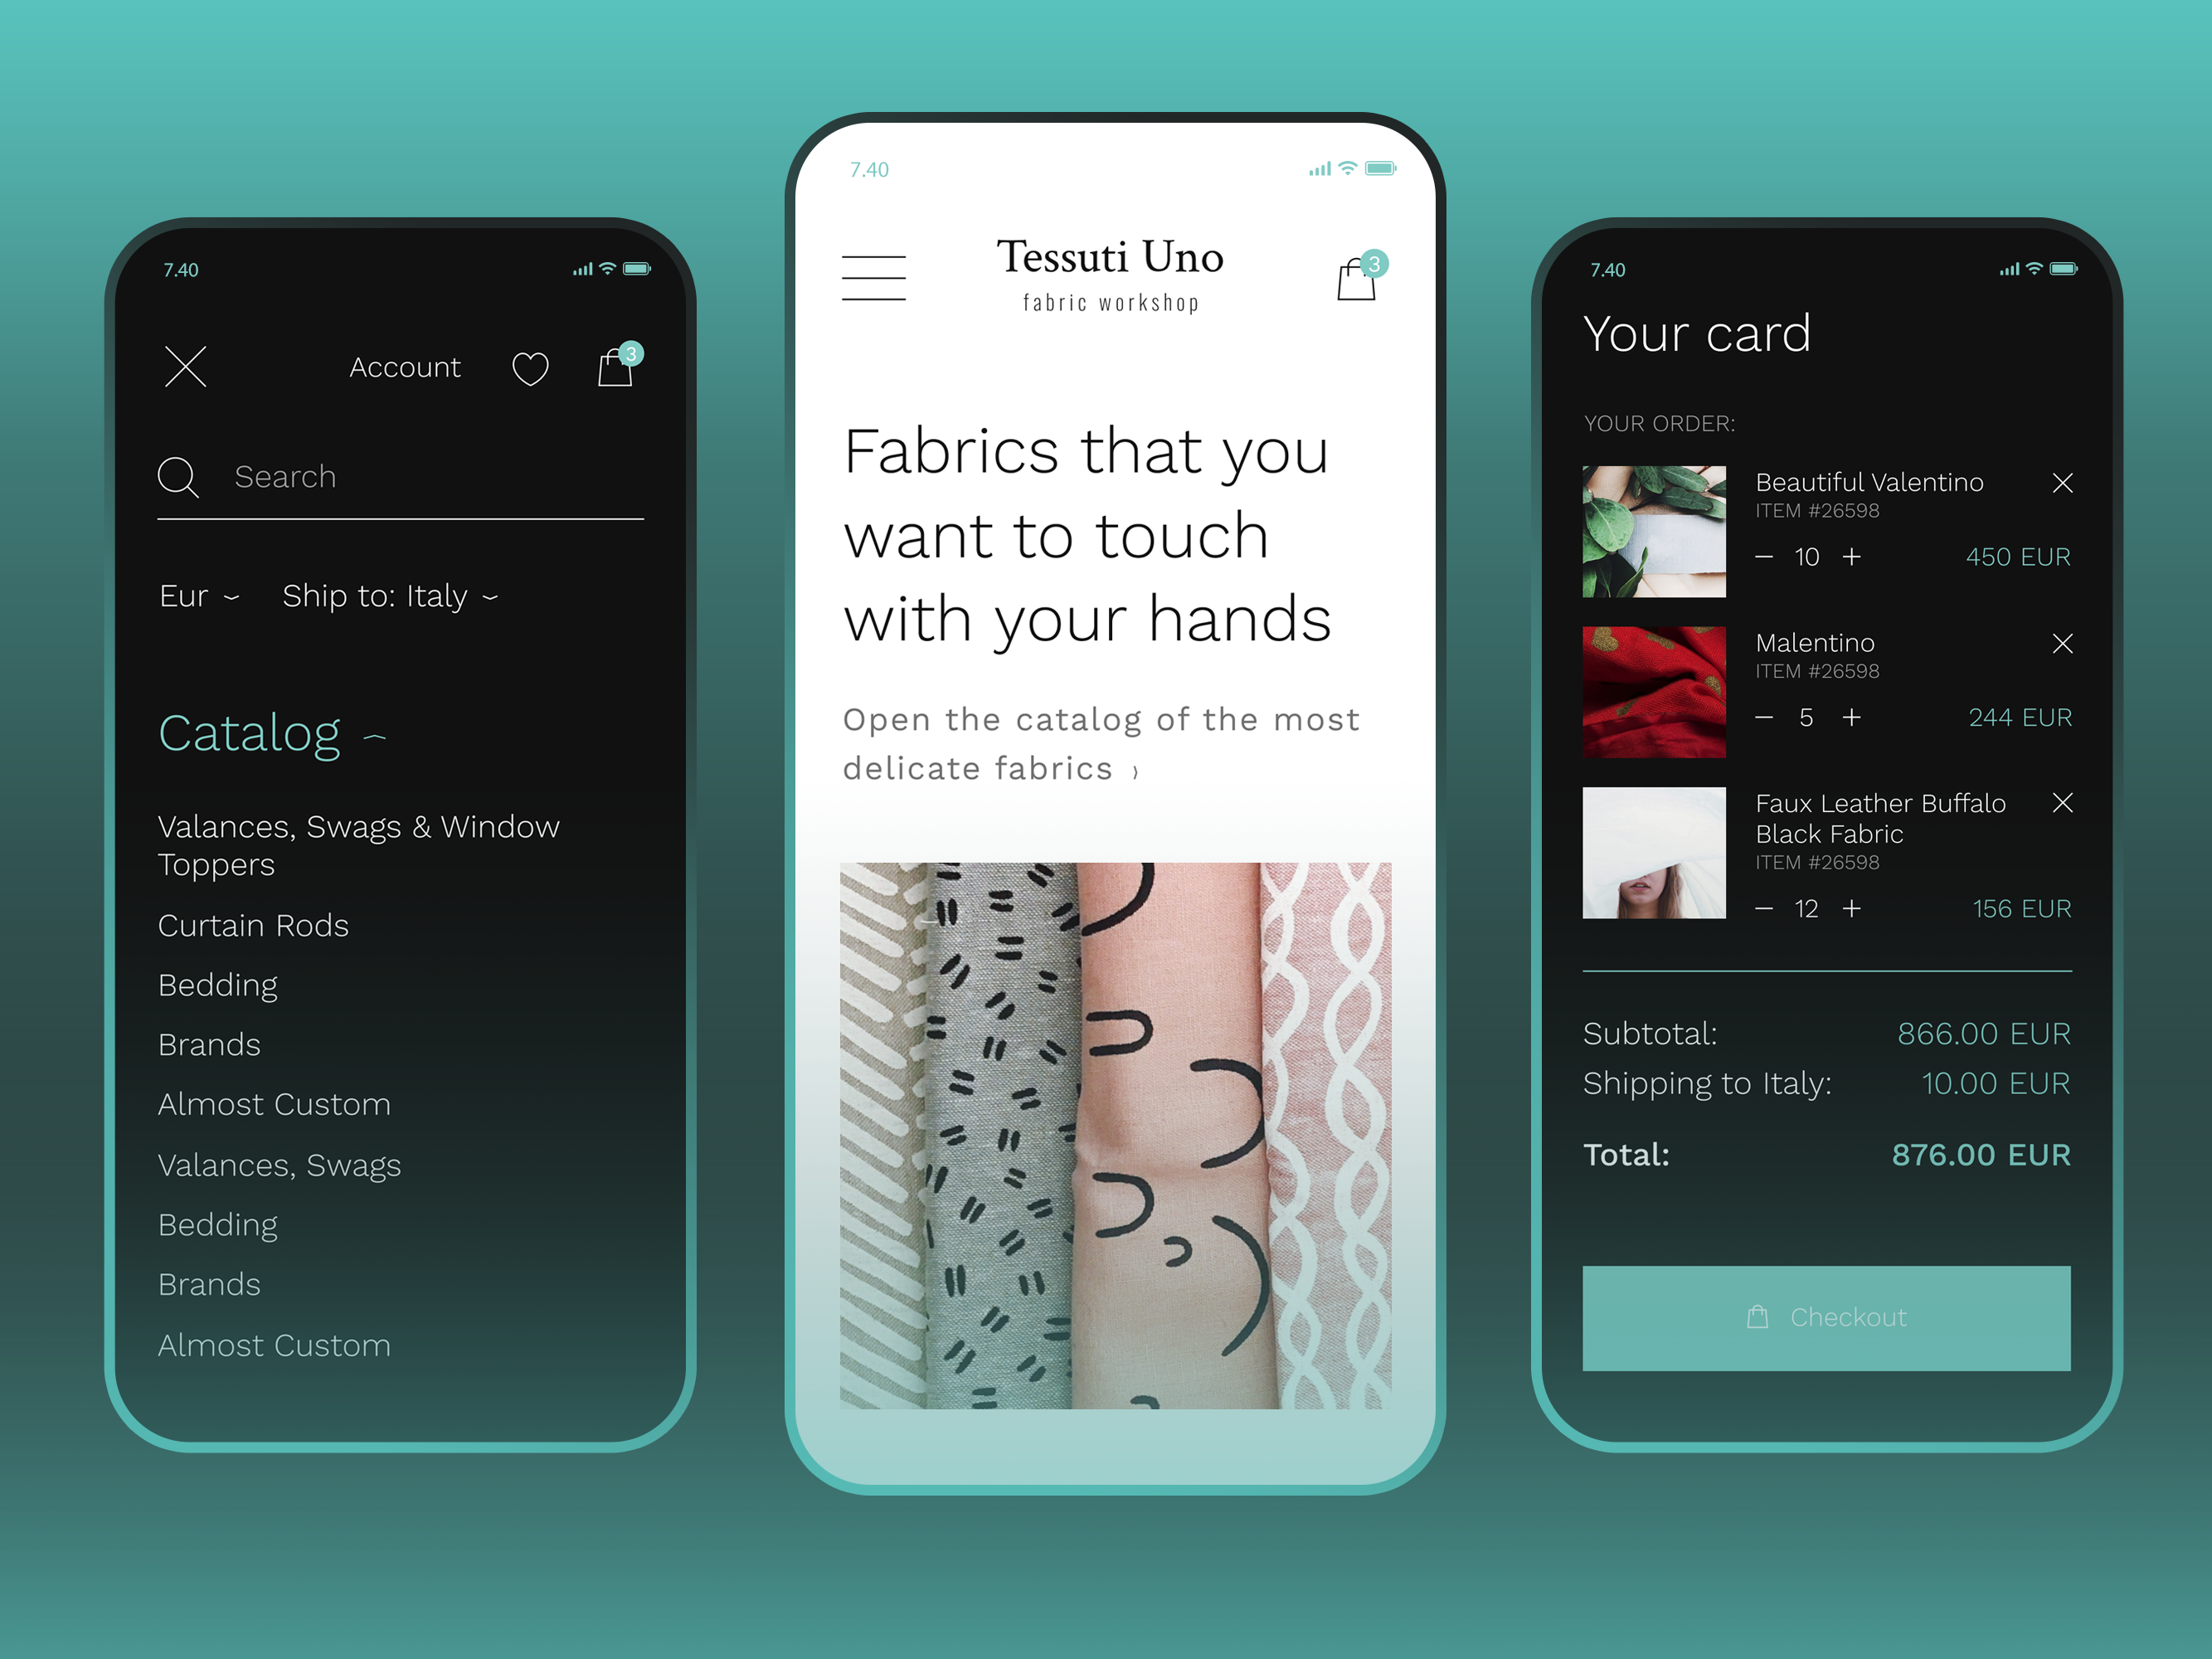 7.40
Account
3
Search
Eur
Ship to: Italy
Catalog
Valances, Swags & Window
Toppers
Curtain Rods
Bedding
Brands
Almost Custom
Valances, Swags
Bedding
Brands
Almost Custom
7.40
Tessuti Uno
fabric workshop
3
Fabrics that you
want to touch
with your hands
Open the catalog of the most
delicate fabrics
7.40
Your card
YOUR ORDER:
Beautiful Valentino
ITEM #26598
10
450 EUR
Malentino
ITEM #26598
5
244 EUR
Faux Leather Buffalo
Black Fabric
ITEM #26598
12
156 EUR
Subtotal: 866.00 EUR
Shipping to Italy: 10.00 EUR
Total: 876.00 EUR
Checkout